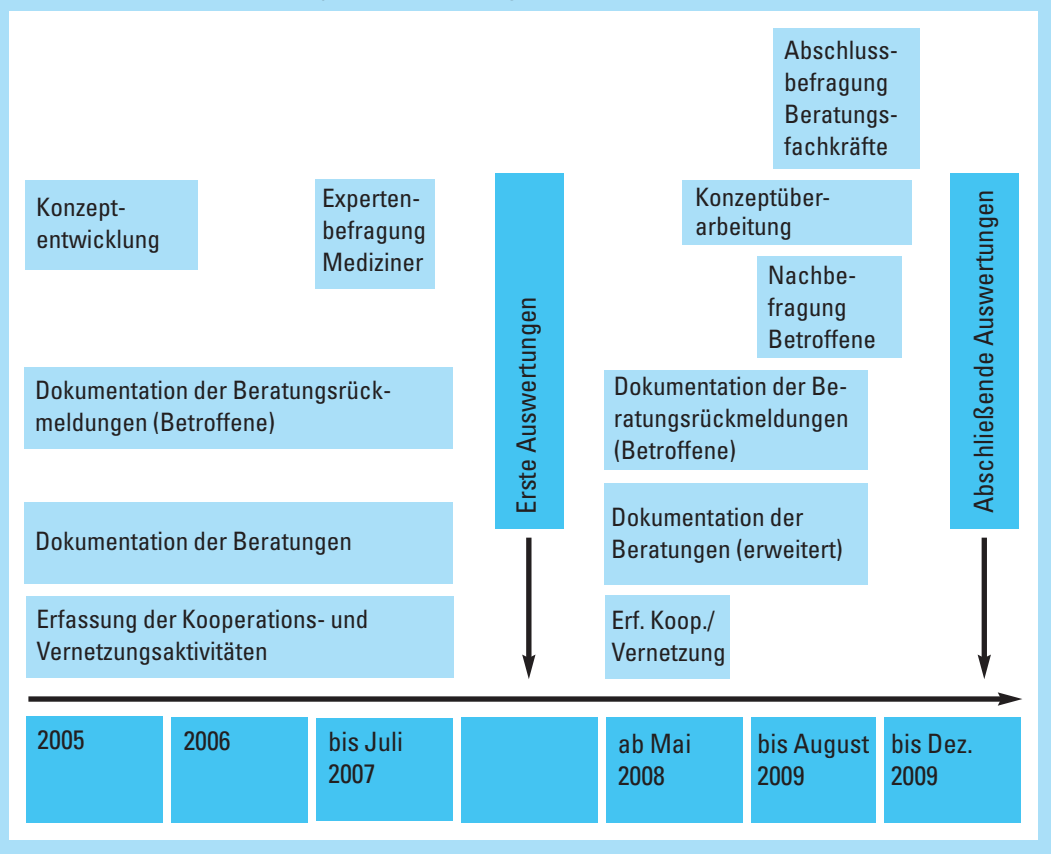 Abschluss-
befragung
Beratungs-
fachkräfte
Konzept-
entwicklung
Experten-
befragung
Mediziner
Erste Auswertungen
Konzeptüber-
arbeitung
Abschließende Auswertungen
Nachbe-
fragung
Betroffene
Dokumentation der Beratungsrück-
meldungen (Betroffene)
Dokumentation der Be-
ratungsrückmeldungen
(Betroffene)
Dokumentation der Beratungen
Dokumentation der
Beratungen (erweitert)
Erfassung der Kooperations- und
Vernetzungsaktivitäten
Erf. Koop./
Vernetzung
2005
2006
bis Juli
2007
ab Mai
2008
bis August
2009
bis Dez.
2009